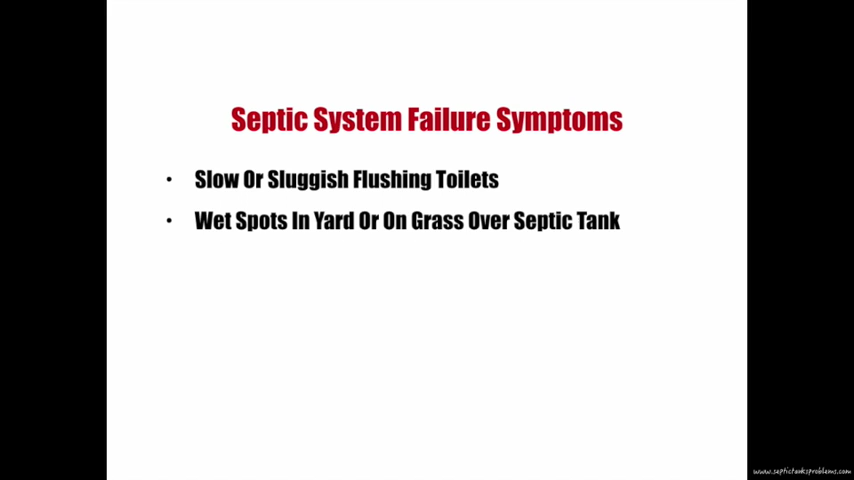 Septic System Failure Symptoms
• Slow Or Sluggish Flushing Toilets
• Wet Spots In Yard Or On Grass Over Septic Tank
www.septictanksproblems.com